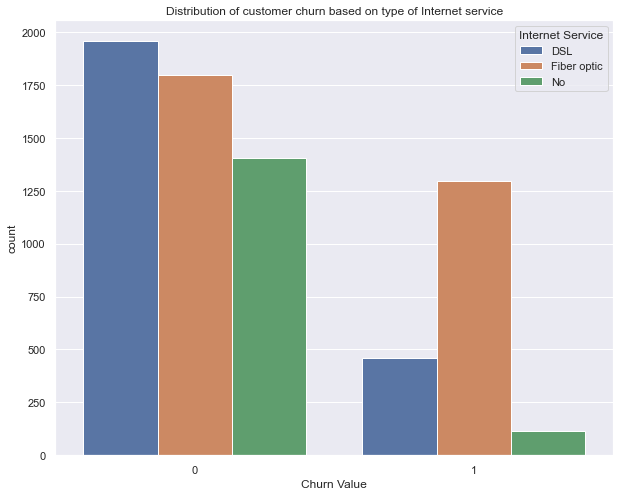 Distribution of customer churn based on type of Internet service
Internet Service
DSL
Fiber optic
No
2000
1750
1500
1250
1000
750
500
250
0
count
0
1
Churn Value